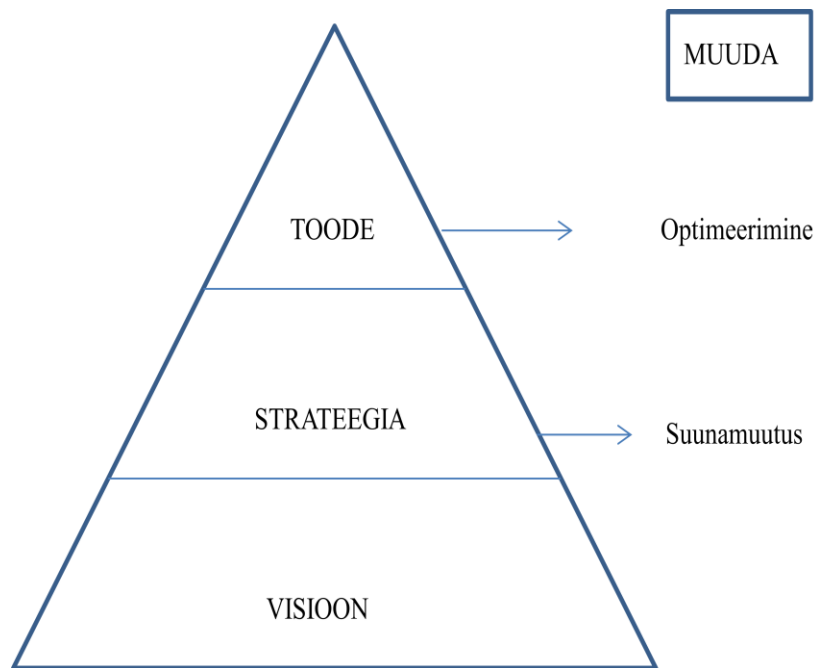 MUUDA
TOODE
Optimeerimine
STRATEEGIA
Suunamuutus
VISIOON